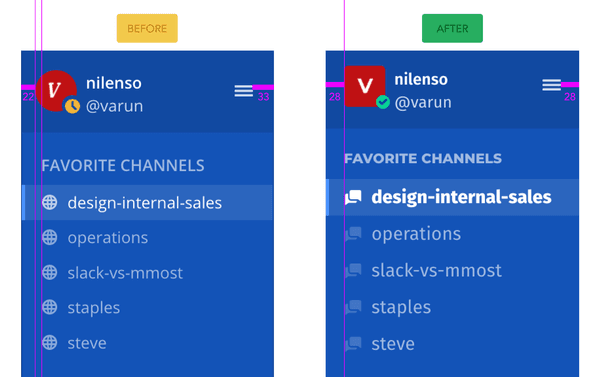 BEFORE
V
nilenso
@varun
22
33
FAVORITE CHANNELS
design-internal-sales
operations
slack-vs-mmost
staples
steve
AFTER
V
nilenso
@varun
28
28
FAVORITE CHANNELS
design-internal-sales
operations
slack-vs-mmost
staples
steve